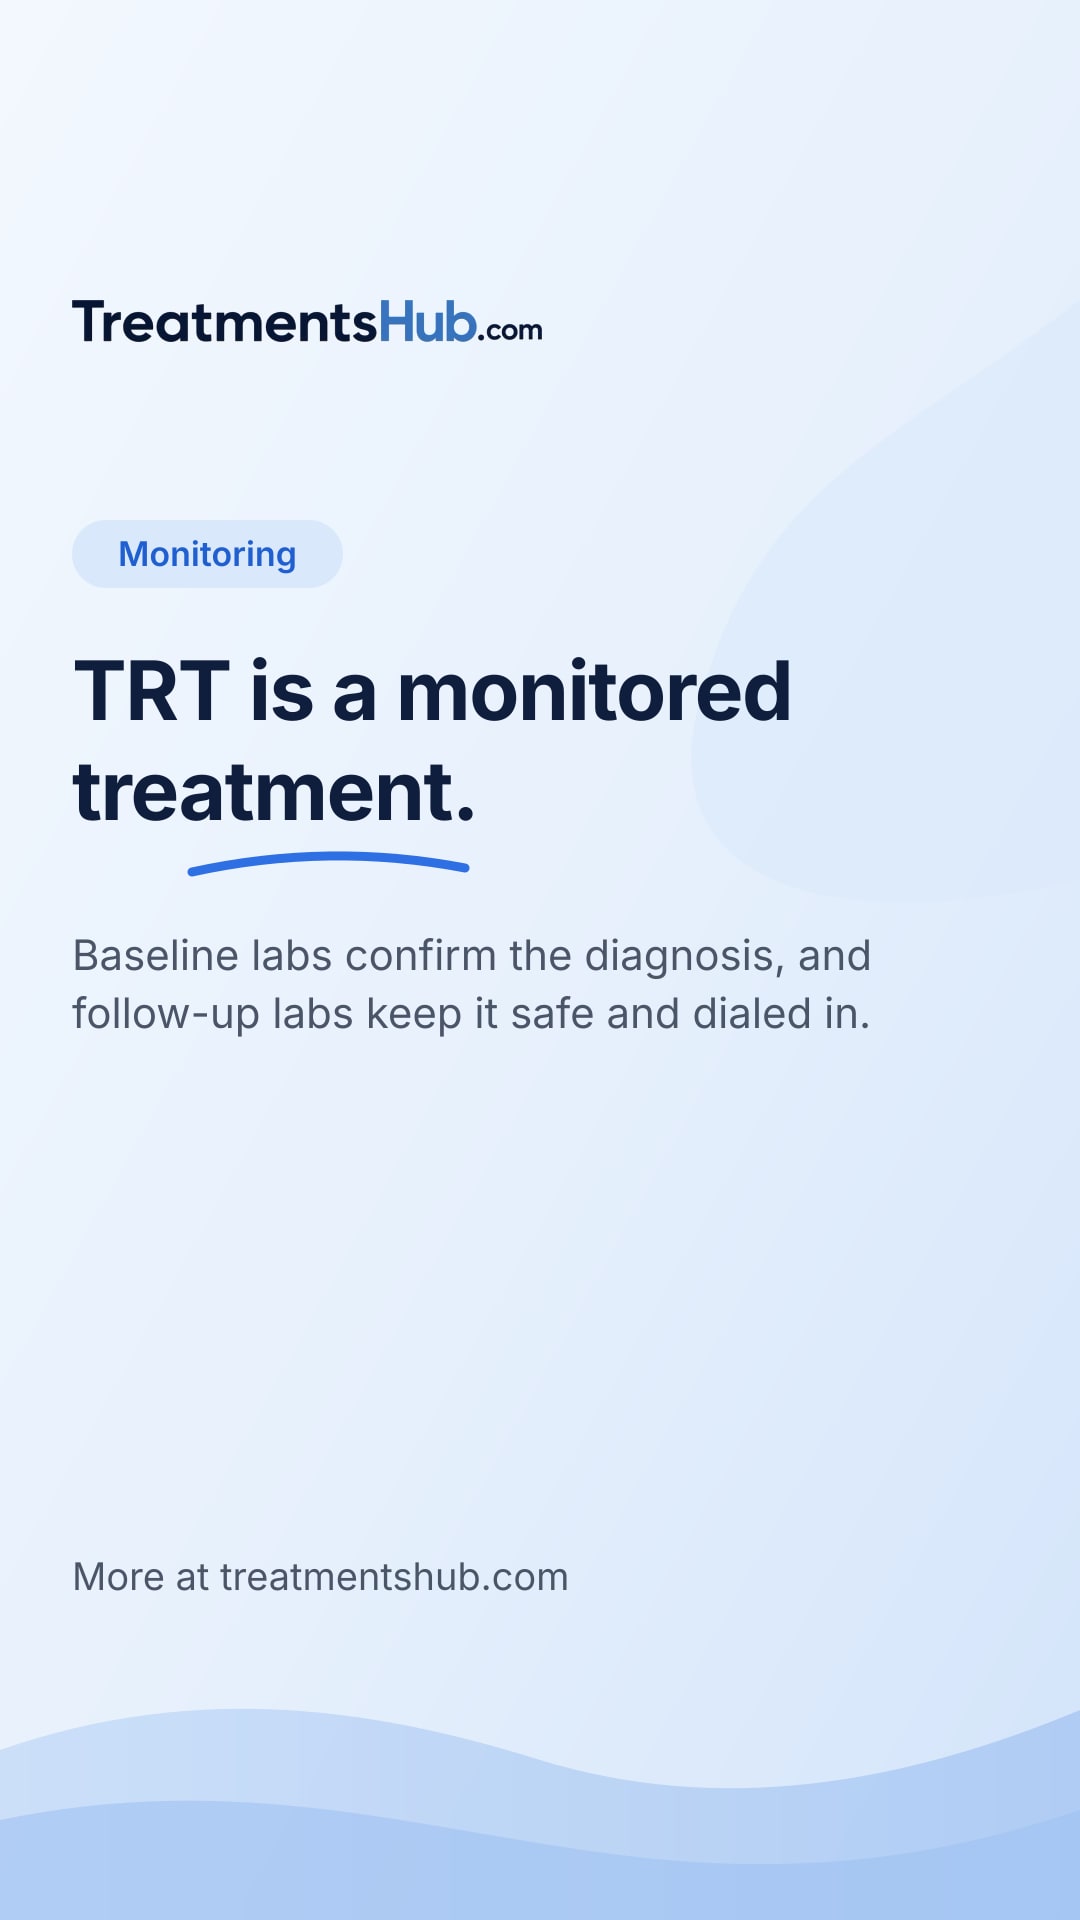 TreatmentsHub.com
Monitoring
TRT is a monitored
treatment.
Baseline labs confirm the diagnosis, and
follow-up labs keep it safe and dialed in.
More at treatmentshub.com